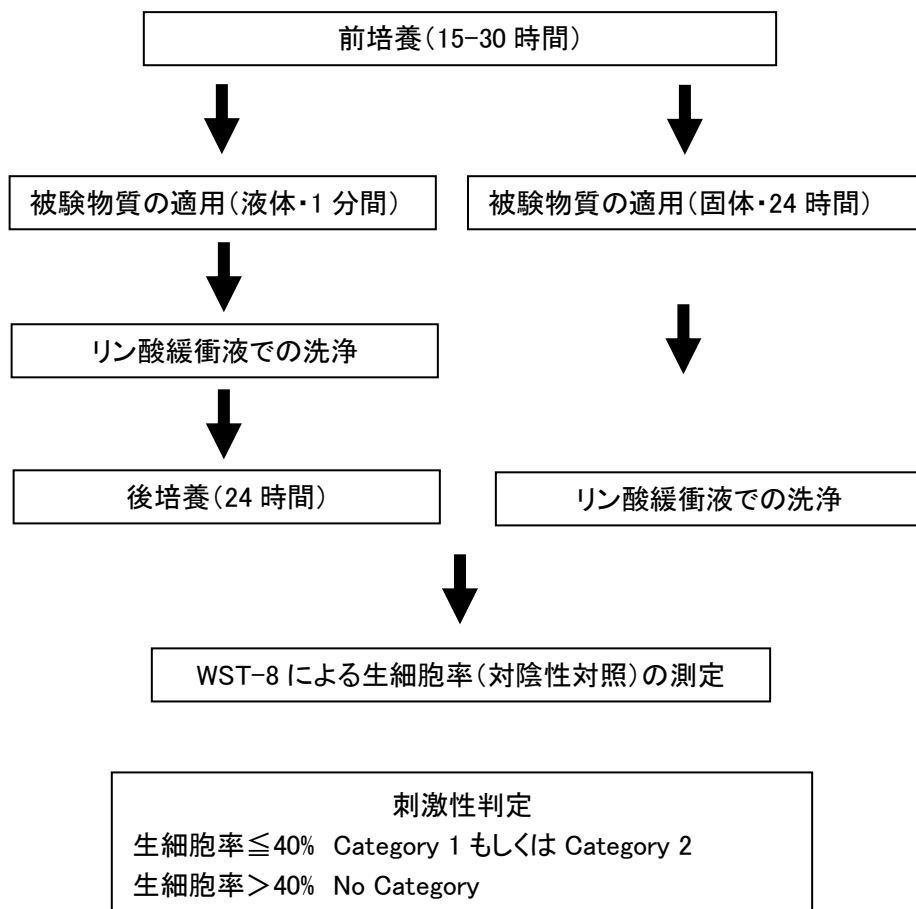 前培養(15-30 時間)
被験物質の適用(液体・1 分間)
被験物質の適用(固体・24 時間)
リン酸緩衝液での洗浄
後培養(24 時間)
リン酸緩衝液での洗浄
WST-8 による生細胞率(対陰性対照)の測定
刺激性判定
生細胞率≦40% Category 1 もしくは Category 2
生細胞率＞40% No Category